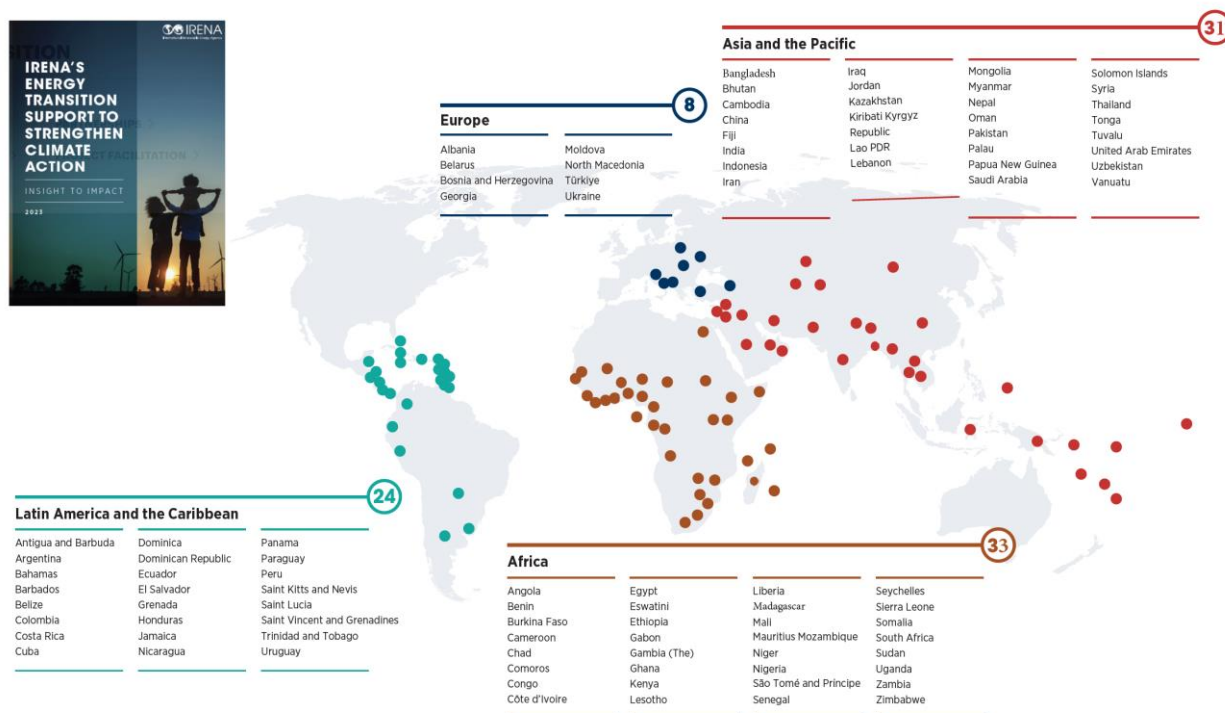 IRENA
IRENA'S
ENERGY
TRANSITION
SUPPORT TO
STRENGTHEN
CLIMATE
ACTION
INSIGHT TO IMPACT
2023
31
Asia and the Pacific
Bangladesh
Bhutan
Cambodia
China
Fiji
India
Indonesia
Iran
Iraq
Jordan
Kazakhstan
Kiribati Kyrgyz
Republic
Lao PDR
Lebanon
Mongolia
Myanmar
Nepal
Oman
Pakistan
Palau
Papua New Guinea
Saudi Arabia
Solomon Islands
Syria
Thailand
Tonga
Tuvalu
United Arab Emirates
Uzbekistan
Vanuatu
8
Europe
Albania
Belarus
Bosnia and Herzegovina
Georgia
Moldova
North Macedonia
Türkiye
Ukraine
24
Latin America and the Caribbean
Antigua and Barbuda
Argentina
Bahamas
Barbados
Belize
Colombia
Costa Rica
Cuba
Dominica
Dominican Republic
Ecuador
El Salvador
Grenada
Honduras
Jamaica
Nicaragua
Panama
Paraguay
Peru
Saint Kitts and Nevis
Saint Lucia
Saint Vincent and Grenadines
Trinidad and Tobago
Uruguay
33
Africa
Angola
Benin
Burkina Faso
Cameroon
Chad
Comoros
Congo
Côte d'Ivoire
Egypt
Eswatini
Ethiopia
Gabon
Gambia (The)
Ghana
Kenya
Lesotho
Liberia
Madagascar
Mali
Mauritius Mozambique
Niger
Nigeria
São Tomé and Principe
Senegal
Seychelles
Sierra Leone
Somalia
South Africa
Sudan
Uganda
Zambia
Zimbabwe